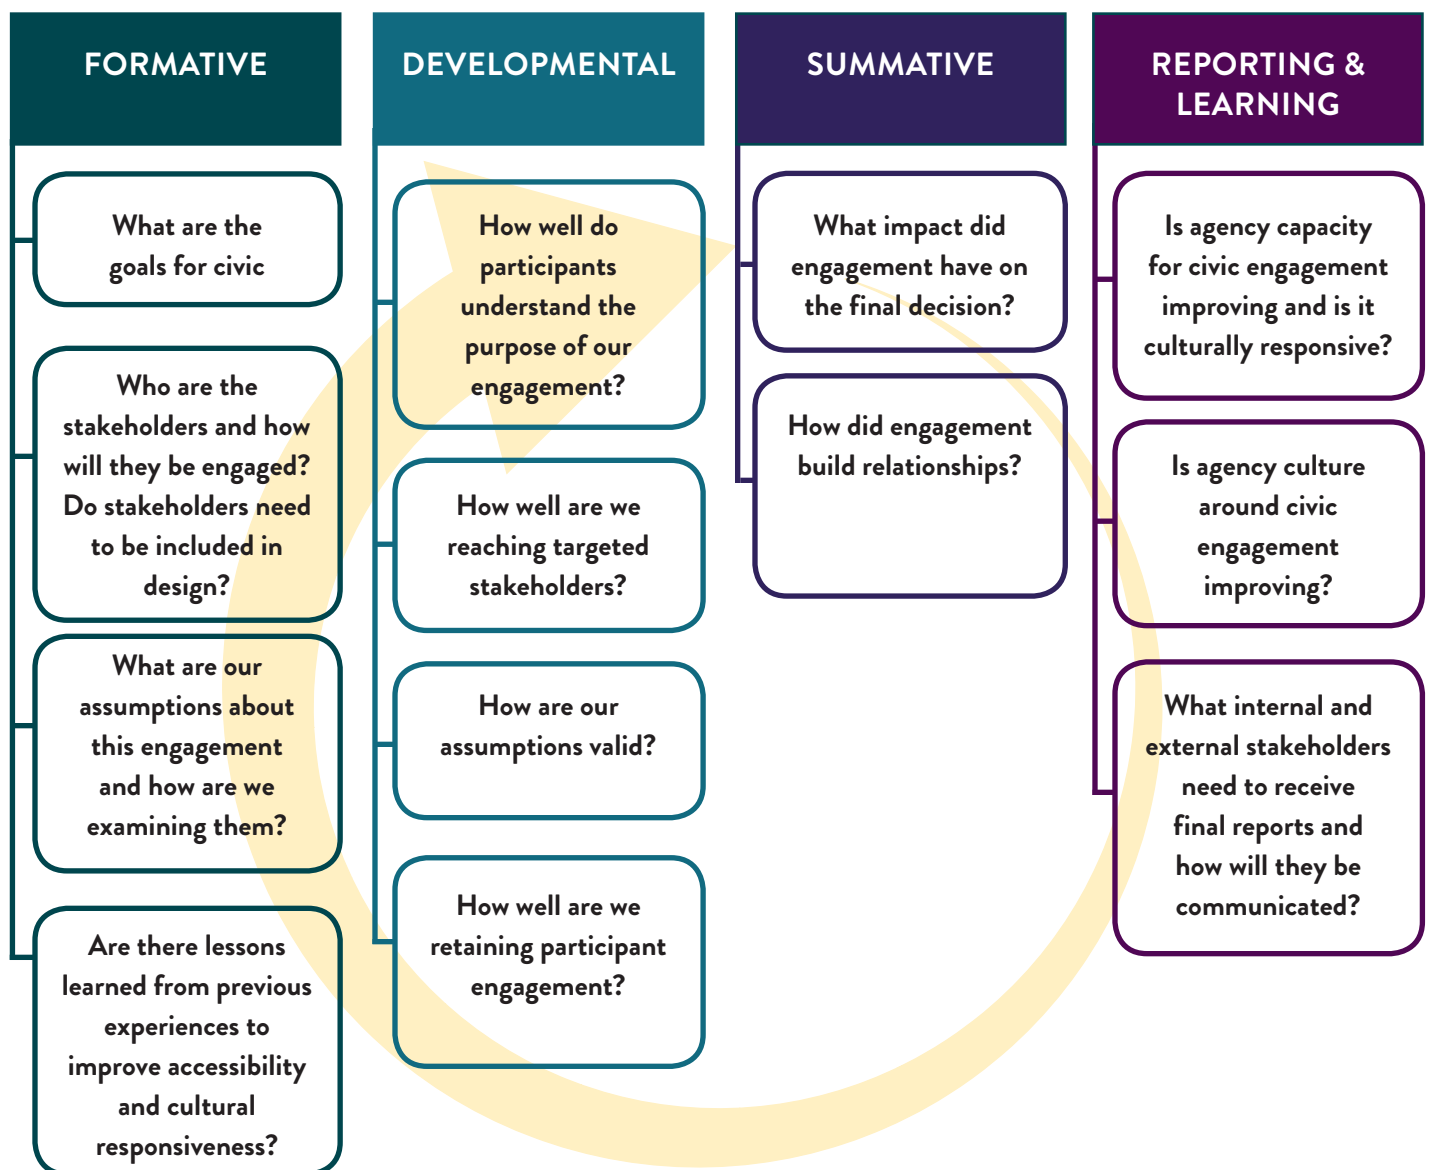 FORMATIVE
What are the
goals for civic
Who are the
stakeholders and how
will they be engaged?
Do stakeholders need
to be included in
design?
What are our
assumptions about
this engagement
and how are we
examining them?
Are there lessons
learned from previous
experiences to
improve accessibility
and cultural
responsiveness?
DEVELOPMENTAL
How well do
participants
understand the
purpose of our
engagement?
How well are we
reaching targeted
stakeholders?
How are our
assumptions valid?
How well are we
retaining participant
engagement?
SUMMATIVE
What impact did
engagement have on
the final decision?
How did engagement
build relationships?
REPORTING &
LEARNING
Is agency capacity
for civic engagement
improving and is it
culturally responsive?
Is agency culture
around civic
engagement
improving?
What internal and
external stakeholders
need to receive
final reports and
how will they be
communicated?